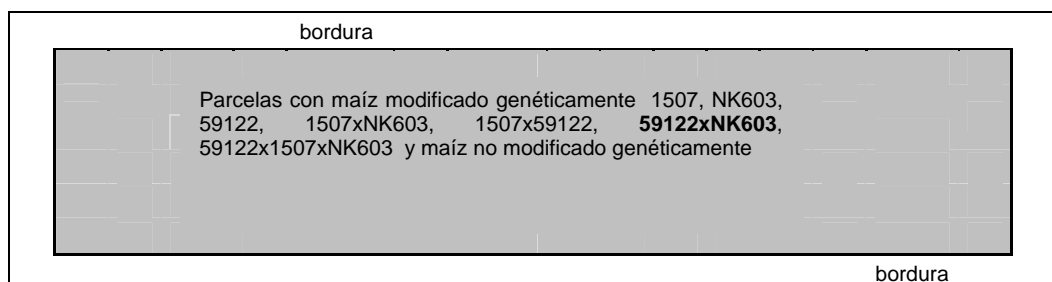 bordura
Parcelas con maíz modificado genéticamente 1507, NK603,
59122, 1507xNK603, 1507x59122, 59122xNK603,
59122x1507xNK603 y maíz no modificado genéticamente
bordura